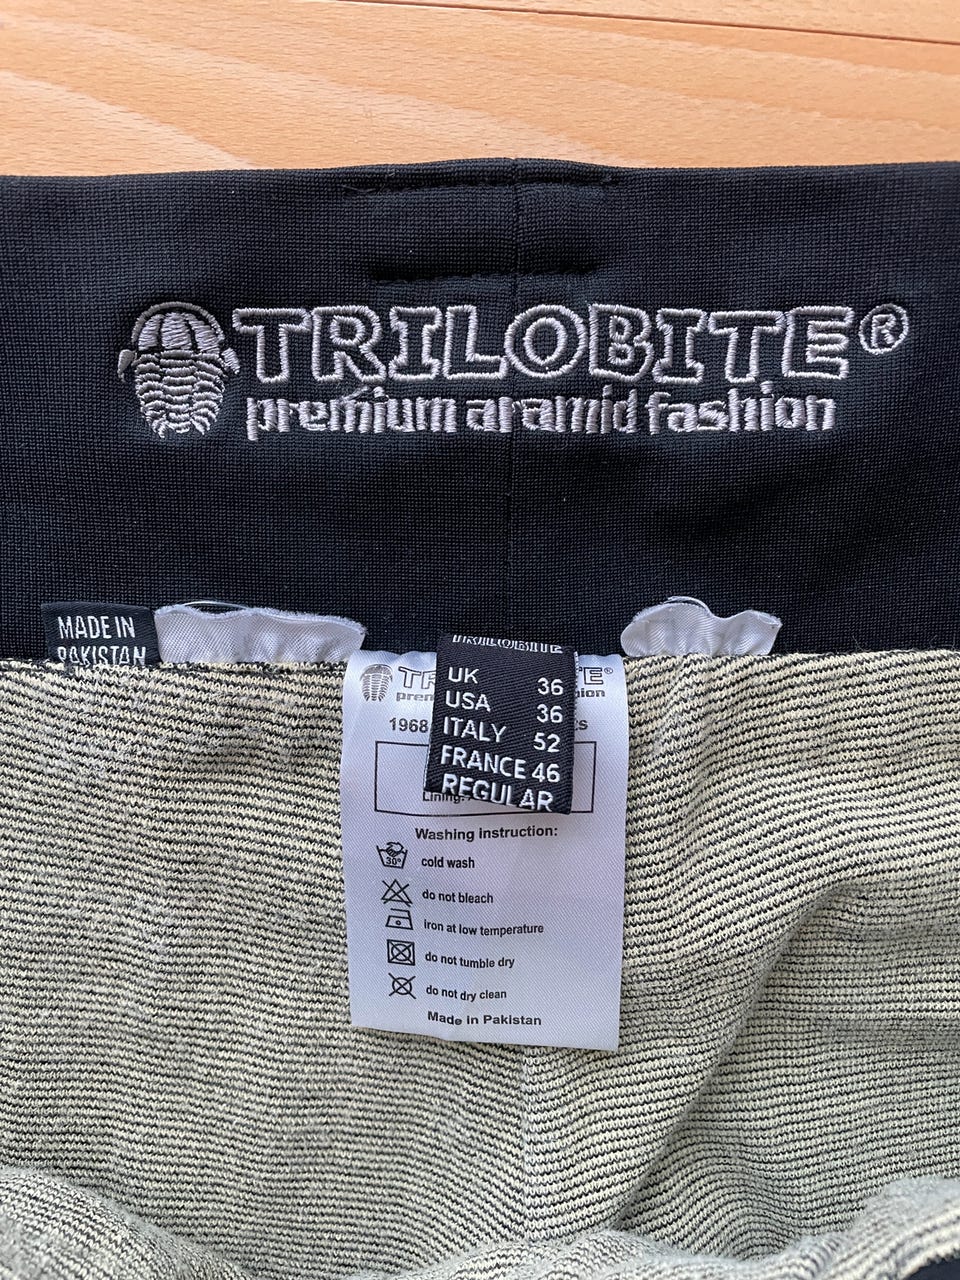 TRILOBITE®
premium aramid fashion
MADE IN
PAKISTAN
TRILOBITE
UK 36
USA 36
ITALY 52
FRANCE 46
REGULAR
1968
Lining:
Washing instruction:
30°
cold wash
do not bleach
iron at low temperature
do not tumble dry
do not dry clean
Made in Pakistan